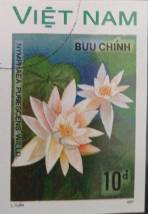 VIỆT NAM
BƯU CHÍNH
NYMPHAEA PUBESCENS WILLD
10đ